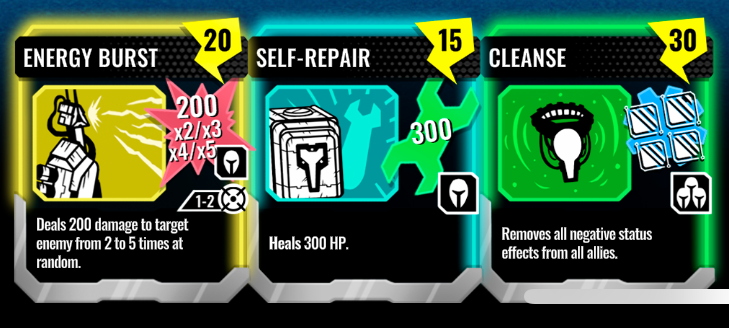 ENERGY BURST
20
200
x2/x3
x4/x5
1-2
Deals 200 damage to target
enemy from 2 to 5 times at
random.
SELF-REPAIR
15
300
Heals 300 HP.
CLEANSE
30
Removes all negative status
effects from all allies.